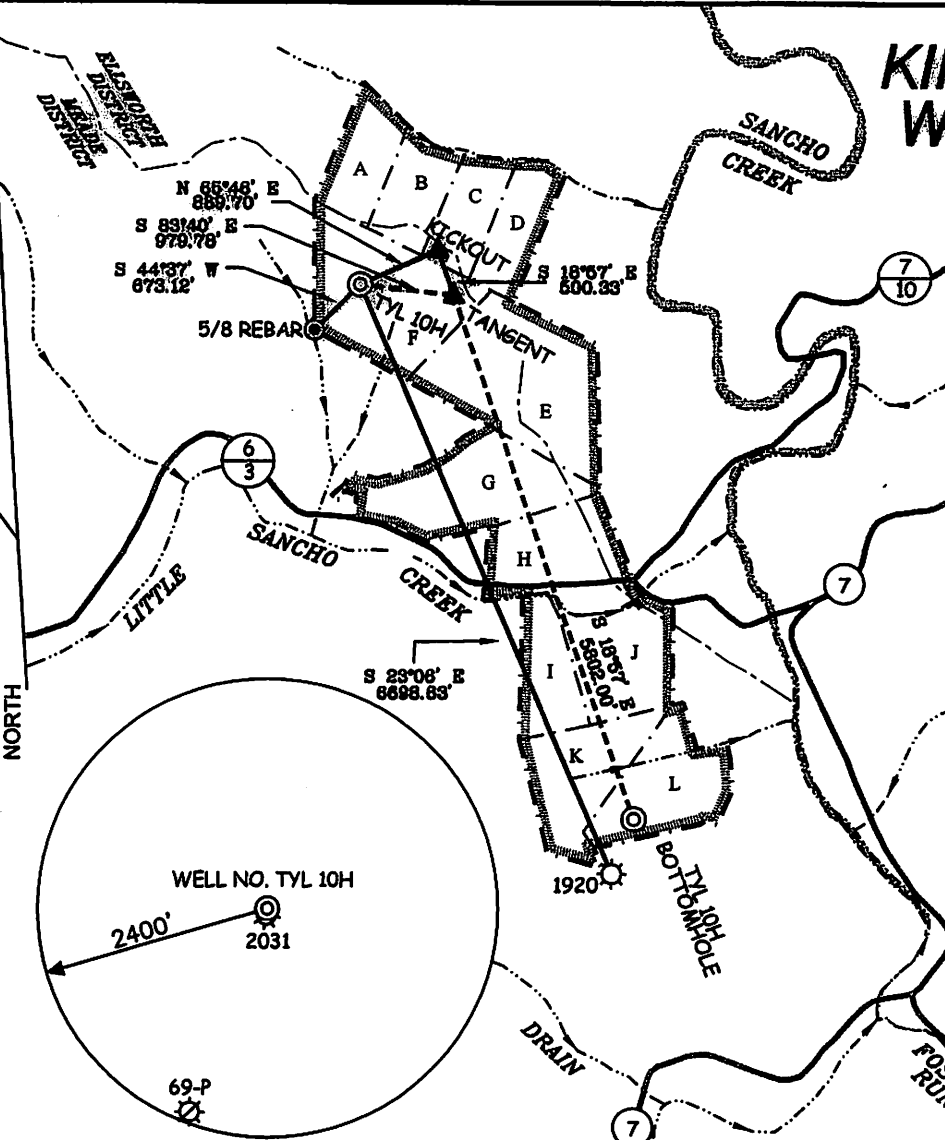 KI
W
ELLSWORTH
DISTRICT
MEADE
DISTRICT
SANCHO
CREEK
A
B
C
D
N 65°46' E
889.70'
S 83°40' E
979.78'
S 44°37' W
673.12'
KICKOUT
S 18°57' E
500.33'
7
10
TYL 10H
TANGENT
5/8 REBAR
F
E
6
3
G
SANCHO
H
CREEK
LITTLE
7
S 23°06' E
6698.63'
S 18°57' E
5802.00'
I
J
NORTH
K
L
1920
TYL 10H
BOTTOMHOLE
WELL NO. TYL 10H
2400'
2031
DRAIN
RUN
69-P
7